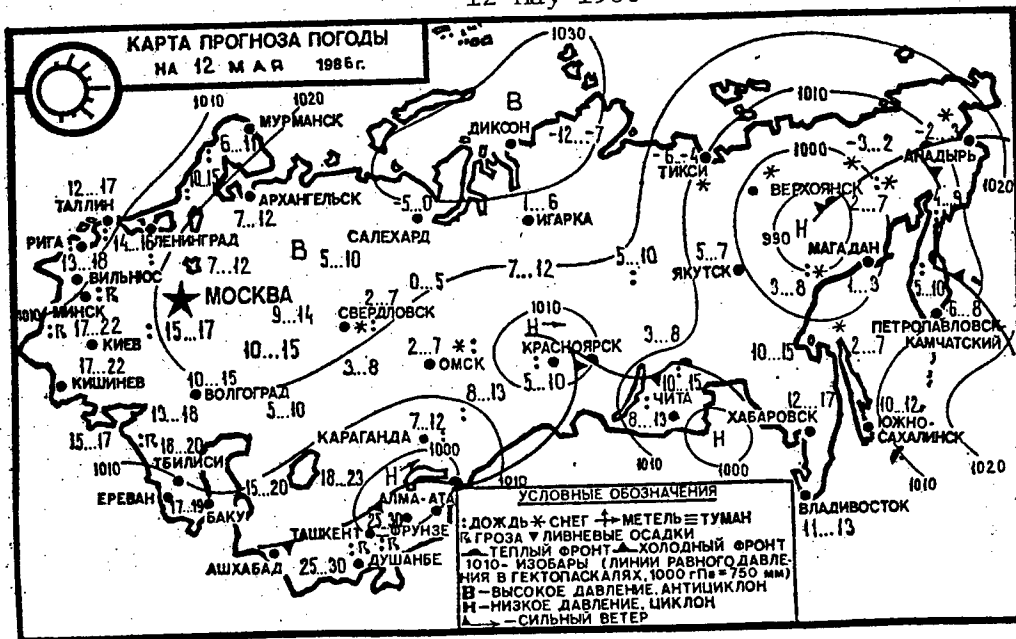 КАРТА ПРОГНОЗА ПОГОДЫ
НА 12 МАЯ 1986г.
1030
1010
1020
МУРМАНСК
6...11
В
ДИКСОН
-12...-7
1010
-3...2
-2...3
АНАДЫРЬ
1000
-6...-4
ТИКСИ
1020
10...15
12...17
ТАЛЛИН
АРХАНГЕЛЬСК
7...12
-5...0
САЛЕХАРД
1...6
ИГАРКА
ВЕРХОЯНСК
2...7
4...9
РИГА
14...16
ЛЕНИНГРАД
990
Н
МАГАДАН
13...18
ВИЛЬНЮС
7...12
В
5...10
7...12
5...10
5...7
ЯКУТСК
0...5
3...8
1...3
5...10
МИНСК
МОСКВА
2...7
СВЕРДЛОВСК
1010
6...8
ПЕТРОПАВЛОВСК-
КАМЧАТСКИЙ
1010
17...22
КИЕВ
15...17
9...14
Н
КРАСНОЯРСК
3...8
10...15
2...7
10...15
2...7
ОМСК
3...8
5...10
10...15
ЧИТА
17...22
КИШИНЕВ
10...15
ВОЛГОГРАД
5...10
8...13
8...13
12...17
ХАБАРОВСК
10...12
ЮЖНО-
САХАЛИНСК
13...18
15...17
18...20
ТБИЛИСИ
КАРАГАНДА
7...12
1000
Н
1010
1000
1020
1010
1010
15...20
18...23
Н
1010
ЕРЕВАН
17...19
БАКУ
АЛМА-АТА
25...30
ТАШКЕНТ
ФРУНЗЕ
АШХАБАД
25...30
ДУШАНБЕ
ВЛАДИВОСТОК
11...13
УСЛОВНЫЕ ОБОЗНАЧЕНИЯ
ДОЖДЬ СНЕГ МЕТЕЛЬ ТУМАН
ГРОЗА ЛИВНЕВЫЕ ОСАДКИ
ТЕПЛЫЙ ФРОНТ ХОЛОДНЫЙ ФРОНТ
1010- ИЗОБАРЫ (ЛИНИИ РАВНОГО ДАВЛЕ-
НИЯ В ГЕКТОПАСКАЛЯХ, 1000 гПа = 750 мм)
В-ВЫСОКОЕ ДАВЛЕНИЕ. АНТИЦИКЛОН
Н-НИЗКОЕ ДАВЛЕНИЕ, ЦИКЛОН
-СИЛЬНЫЙ ВЕТЕР